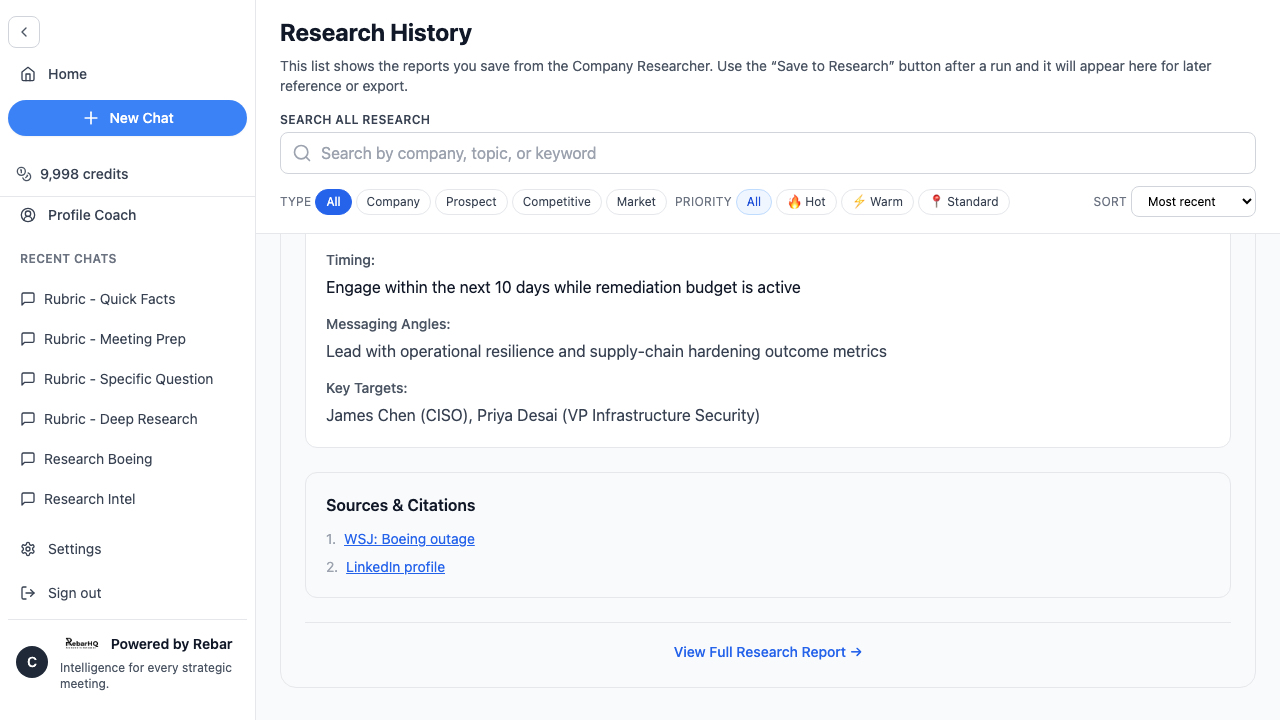 Home
New Chat
9,998 credits
Profile Coach
RECENT CHATS
Rubric - Quick Facts
Rubric - Meeting Prep
Rubric - Specific Question
Rubric - Deep Research
Research Boeing
Research Intel
Settings
Sign out
C
RebarHQ
Powered by Rebar
Intelligence for every strategic
meeting.
Research History
This list shows the reports you save from the Company Researcher. Use the “Save to Research” button after a run and it will appear here for later
reference or export.
SEARCH ALL RESEARCH
Search by company, topic, or keyword
TYPE All Company Prospect Competitive Market PRIORITY All 🔥 Hot ⚡ Warm 📍 Standard SORT Most recent
Timing:
Engage within the next 10 days while remediation budget is active
Messaging Angles:
Lead with operational resilience and supply-chain hardening outcome metrics
Key Targets:
James Chen (CISO), Priya Desai (VP Infrastructure Security)
Sources & Citations
1. WSJ: Boeing outage
2. LinkedIn profile
View Full Research Report →